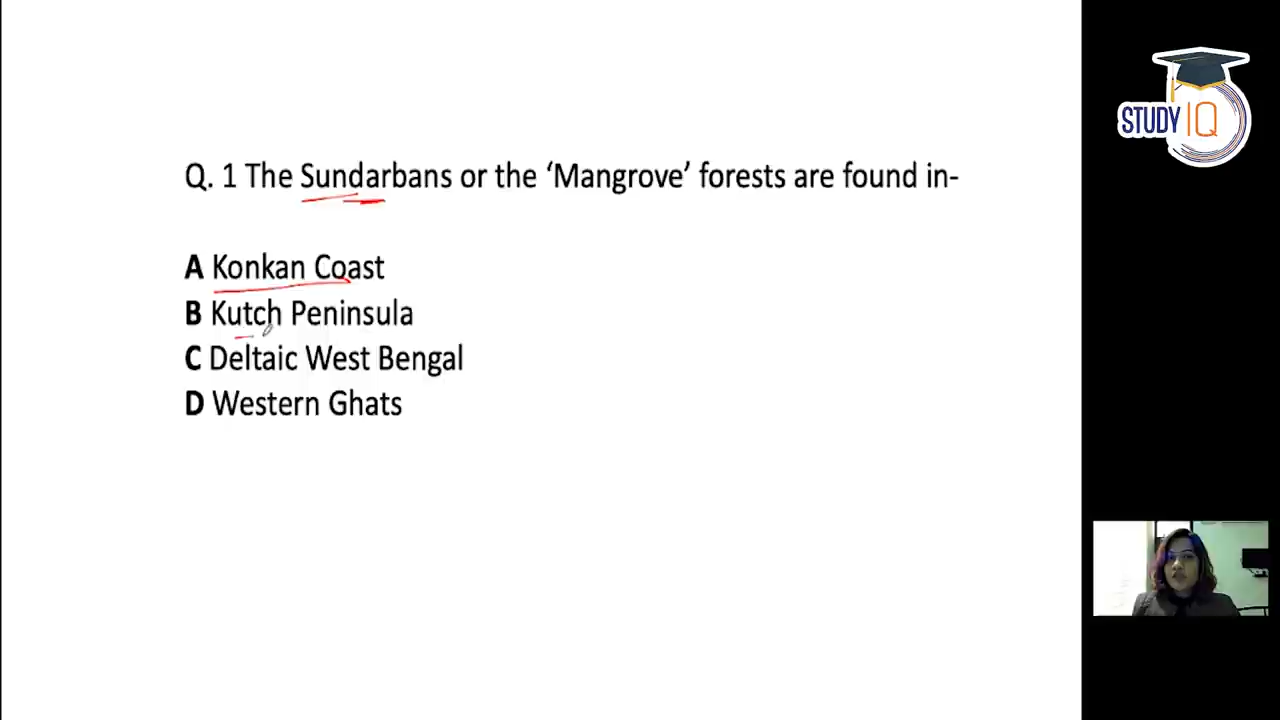 Q. 1 The Sundarbans or the ‘Mangrove’ forests are found in-
A Konkan Coast
B Kutch Peninsula
C Deltaic West Bengal
D Western Ghats
STUDY IQ